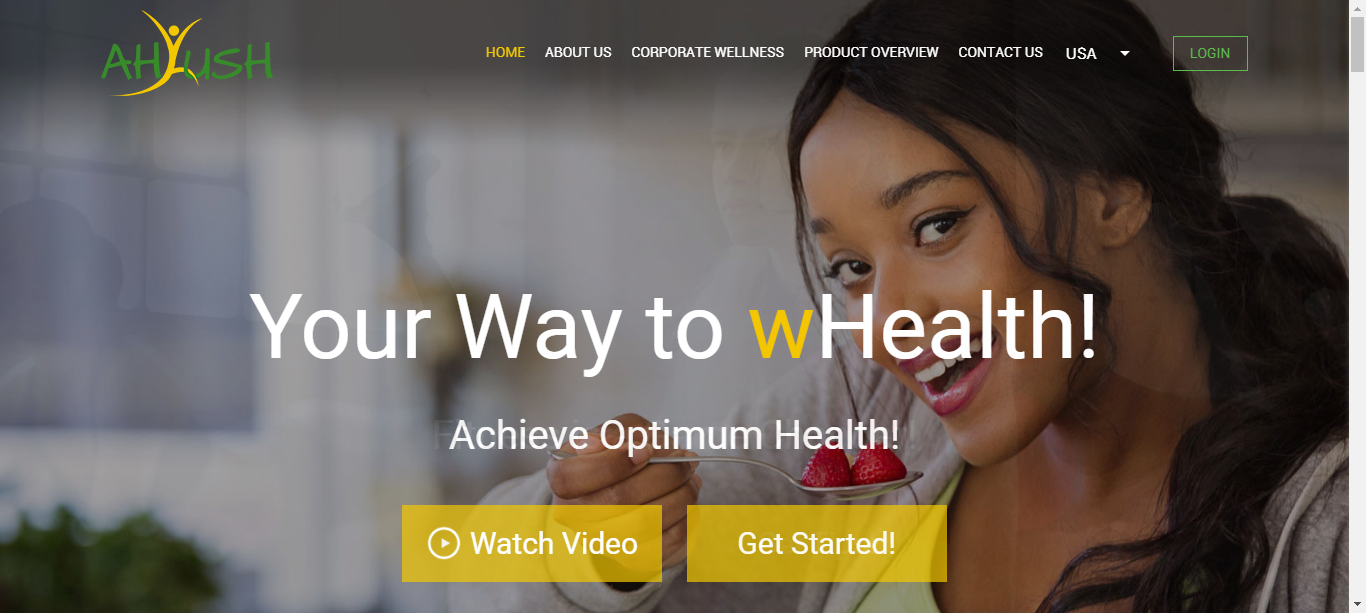 AHYUSH
HOME ABOUT US CORPORATE WELLNESS PRODUCT OVERVIEW CONTACT US USA LOGIN
Your Way to wHealth!
Achieve Optimum Health!
Watch Video Get Started!